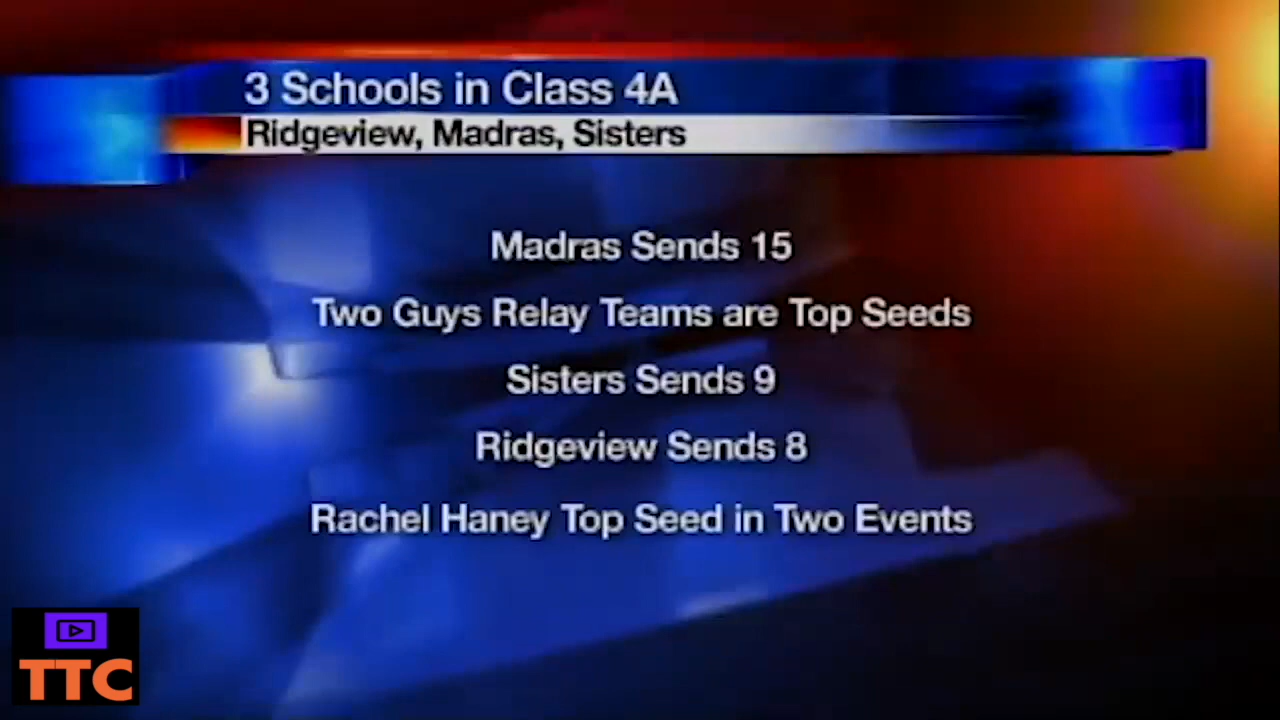 3 Schools in Class 4A
Ridgeview, Madras, Sisters
Madras Sends 15
Two Guys Relay Teams are Top Seeds
Sisters Sends 9
Ridgeview Sends 8
Rachel Haney Top Seed in Two Events
TTC